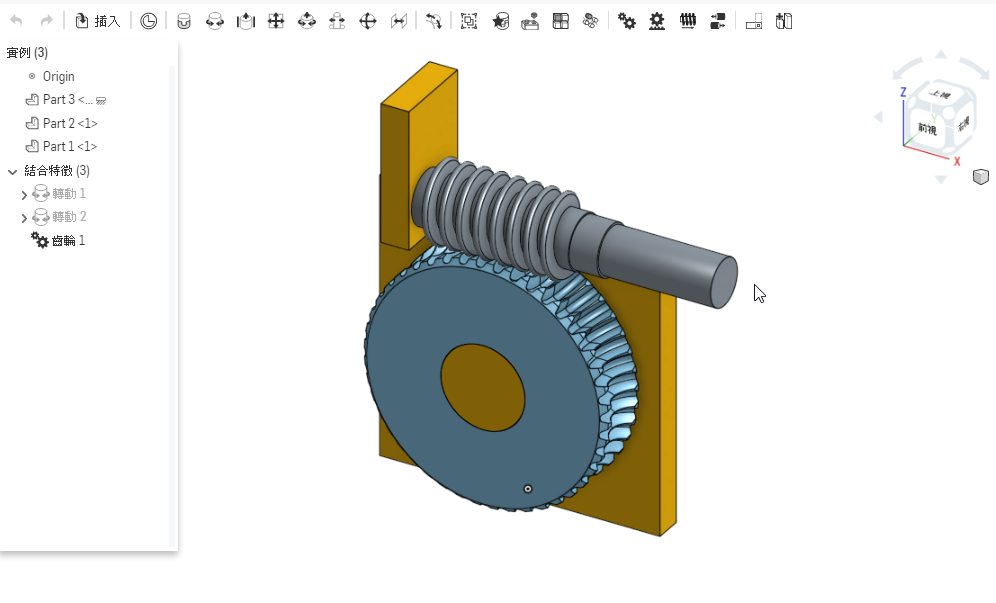 插入
實例 (3)
Origin
Part 3 <...
Part 2 <1>
Part 1 <1>
結合特徵 (3)
轉動 1
轉動 2
齒輪 1
上視
Z
Y
前視
右視
X